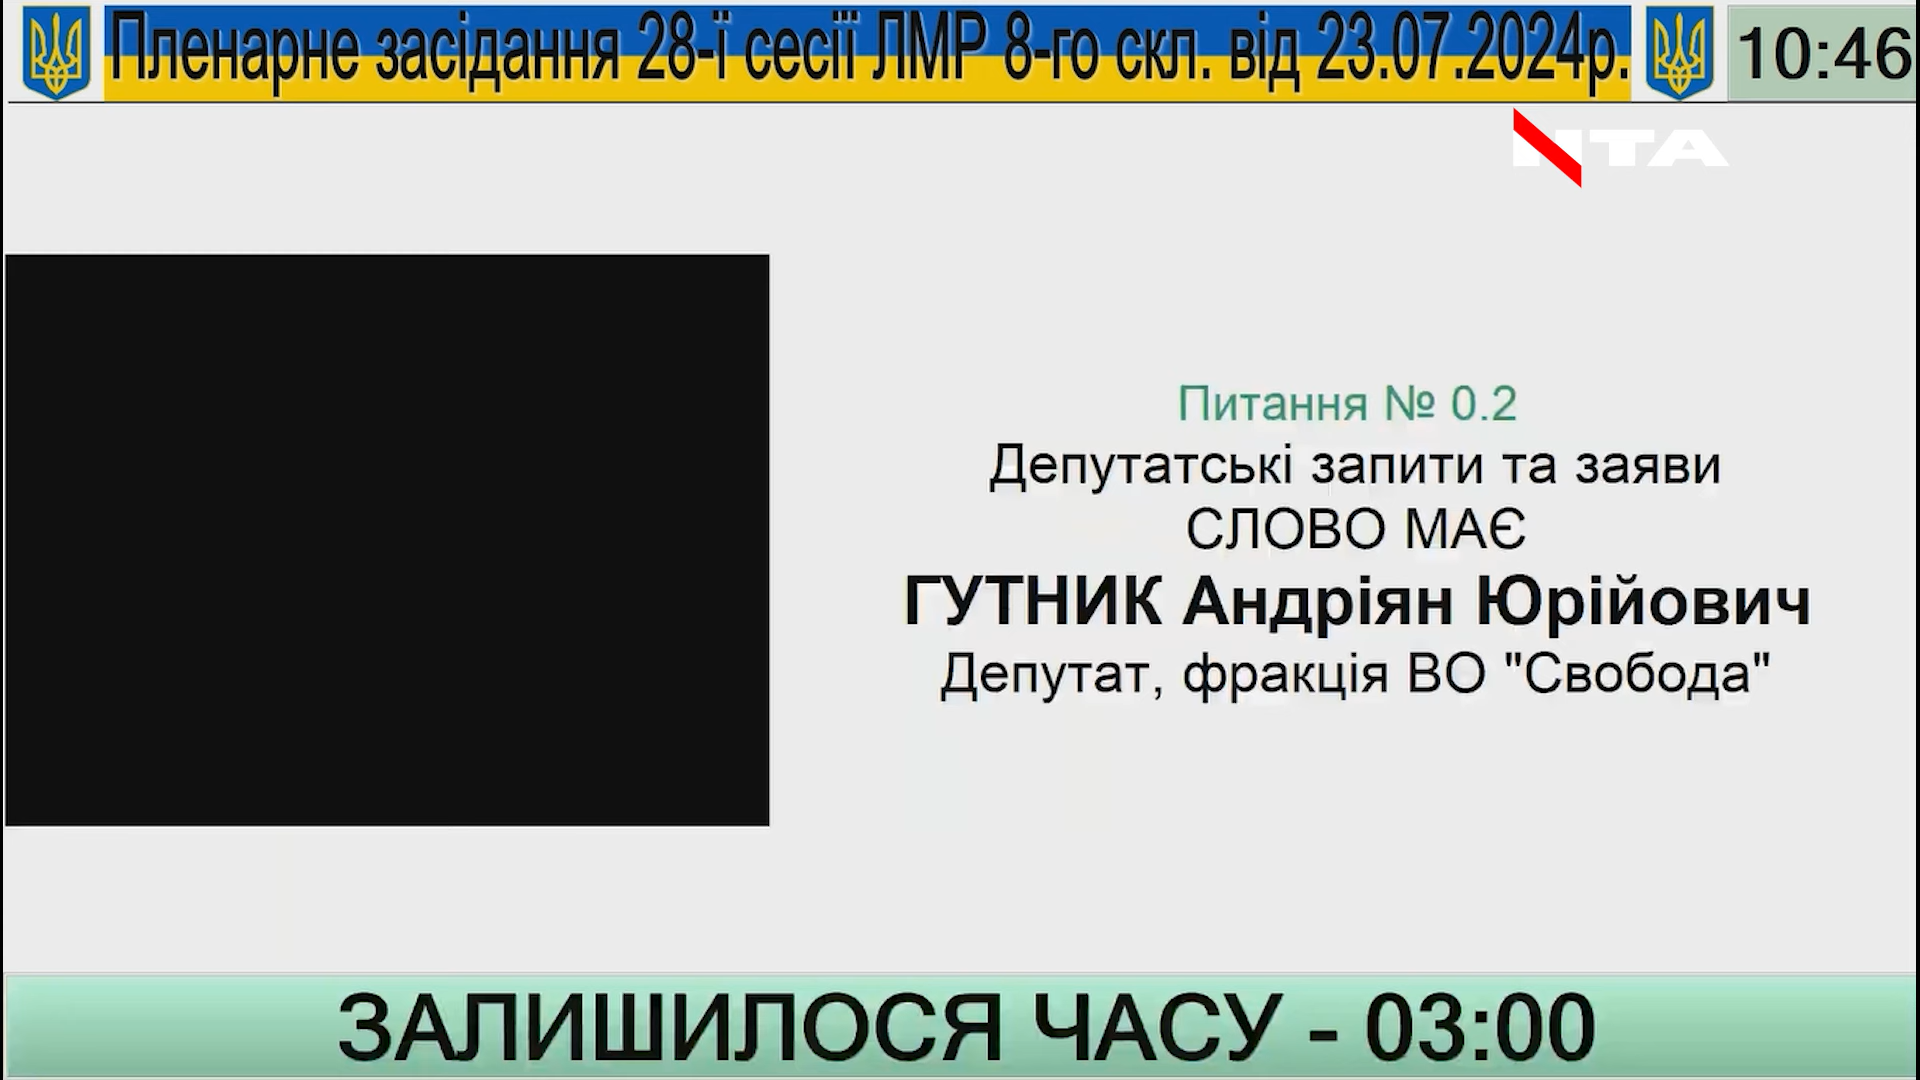 Пленарне засідання 28-ї сесії ЛМР 8-го скл. від 23.07.2024р.
10:46
NTA
Питання № 0.2
Депутатські запити та заяви
СЛОВО МАЄ
ГУТНИК Андріян Юрійович
Депутат, фракція ВО "Свобода"
ЗАЛИШИЛОСЯ ЧАСУ - 03:00